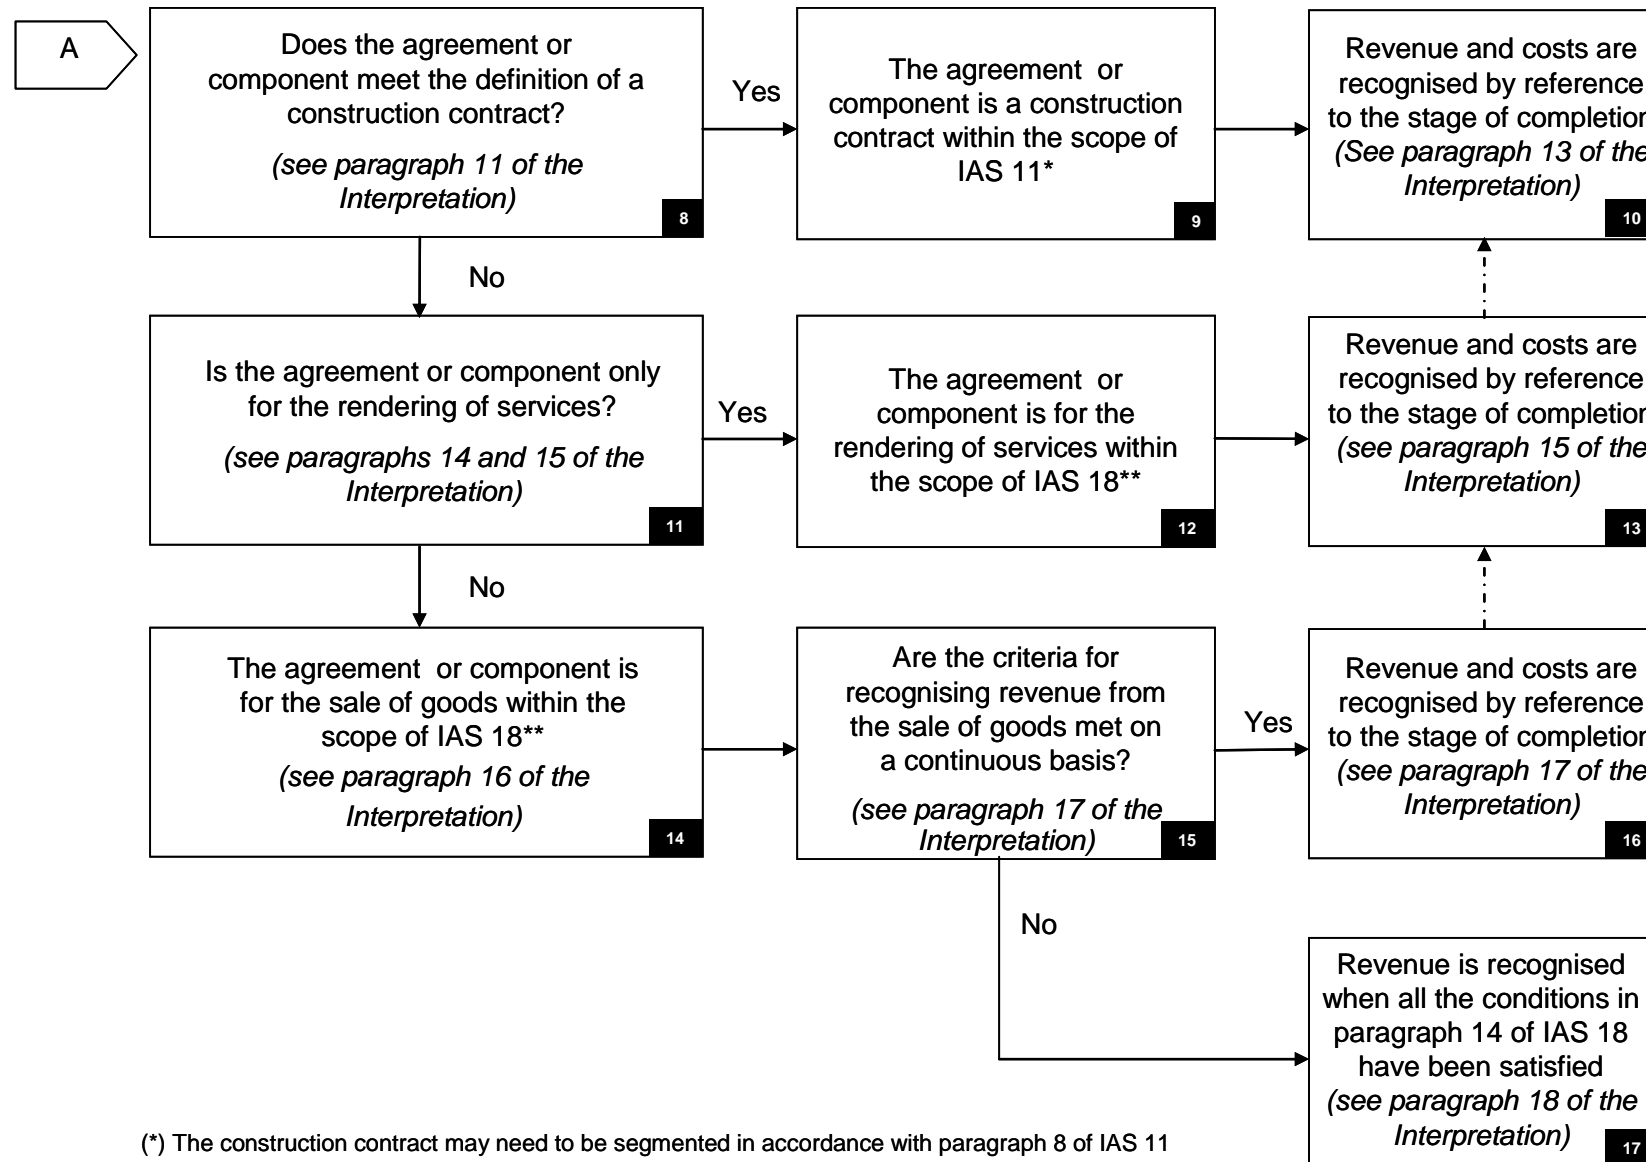 A
Does the agreement or
component meet the definition of a
construction contract?
(see paragraph 11 of the
Interpretation)
8
Yes
The agreement or
component is a construction
contract within the scope of
IAS 11*
9
Revenue and costs are
recognised by reference
to the stage of completion
(See paragraph 13 of the
Interpretation)
10
No
Is the agreement or component only
for the rendering of services?
(see paragraphs 14 and 15 of the
Interpretation)
11
Yes
The agreement or
component is for the
rendering of services within
the scope of IAS 18**
12
Revenue and costs are
recognised by reference
to the stage of completion
(see paragraph 15 of the
Interpretation)
13
No
The agreement or component is
for the sale of goods within the
scope of IAS 18**
(see paragraph 16 of the
Interpretation)
14
Are the criteria for
recognising revenue from
the sale of goods met on
a continuous basis?
(see paragraph 17 of the
Interpretation)
15
Yes
Revenue and costs are
recognised by reference
to the stage of completion
(see paragraph 17 of the
Interpretation)
16
No
Revenue is recognised
when all the conditions in
paragraph 14 of IAS 18
have been satisfied
(see paragraph 18 of the
Interpretation)
17
(*) The construction contract may need to be segmented in accordance with paragraph 8 of IAS 11